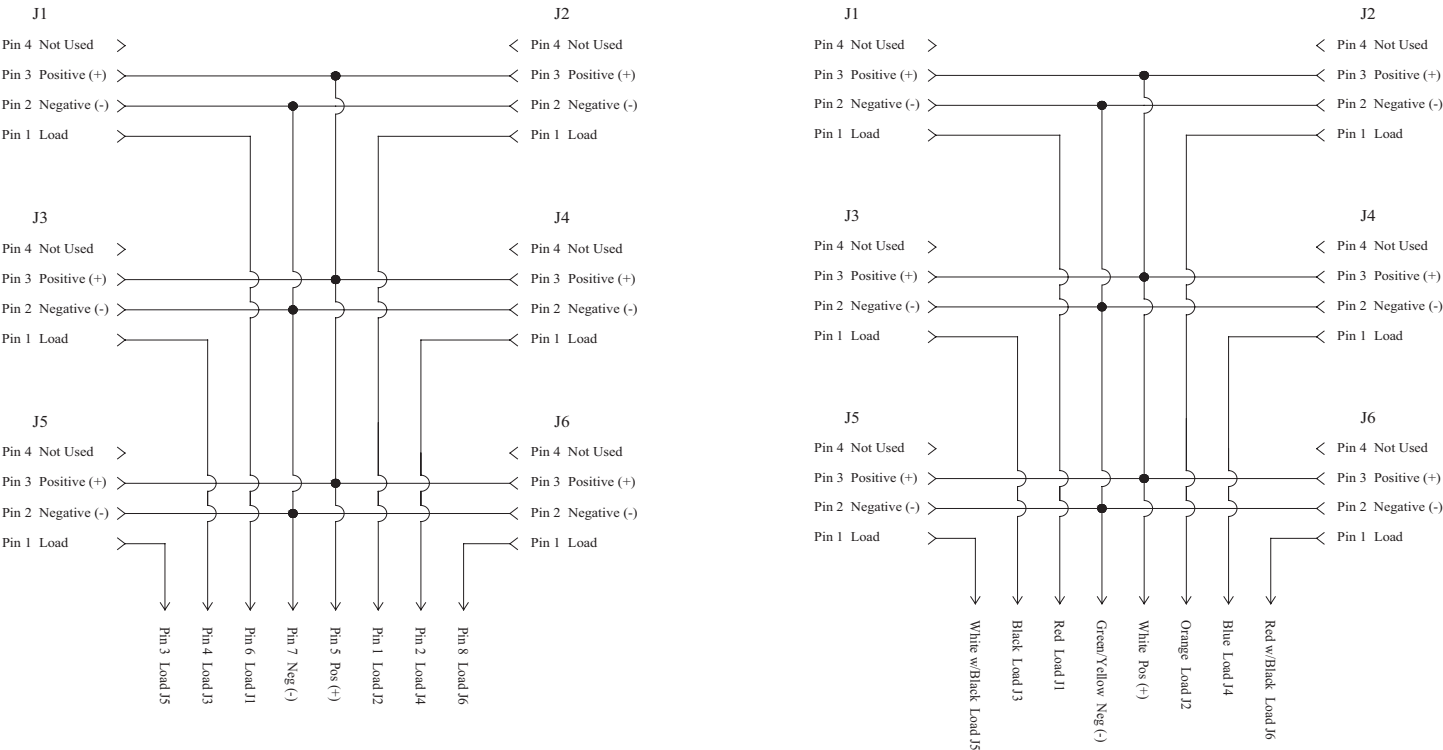 J1
Pin 4 Not Used
Pin 3 Positive (+)
Pin 2 Negative (-)
Pin 1 Load
J2
Pin 4 Not Used
Pin 3 Positive (+)
Pin 2 Negative (-)
Pin 1 Load
J3
Pin 4 Not Used
Pin 3 Positive (+)
Pin 2 Negative (-)
Pin 1 Load
J4
Pin 4 Not Used
Pin 3 Positive (+)
Pin 2 Negative (-)
Pin 1 Load
J5
Pin 4 Not Used
Pin 3 Positive (+)
Pin 2 Negative (-)
Pin 1 Load
J6
Pin 4 Not Used
Pin 3 Positive (+)
Pin 2 Negative (-)
Pin 1 Load
Pin 3 Load J5
Pin 4 Load J3
Pin 6 Load J1
Pin 7 Neg (-)
Pin 5 Pos (+)
Pin 1 Load J2
Pin 2 Load J4
Pin 8 Load J6
J1
Pin 4 Not Used
Pin 3 Positive (+)
Pin 2 Negative (-)
Pin 1 Load
J2
Pin 4 Not Used
Pin 3 Positive (+)
Pin 2 Negative (-)
Pin 1 Load
J3
Pin 4 Not Used
Pin 3 Positive (+)
Pin 2 Negative (-)
Pin 1 Load
J4
Pin 4 Not Used
Pin 3 Positive (+)
Pin 2 Negative (-)
Pin 1 Load
J5
Pin 4 Not Used
Pin 3 Positive (+)
Pin 2 Negative (-)
Pin 1 Load
J6
Pin 4 Not Used
Pin 3 Positive (+)
Pin 2 Negative (-)
Pin 1 Load
White w/Black Load J5
Black Load J3
Red Load J1
Green/Yellow Neg (-)
White Pos (+)
Orange Load J2
Blue Load J4
Red w/Black Load J6